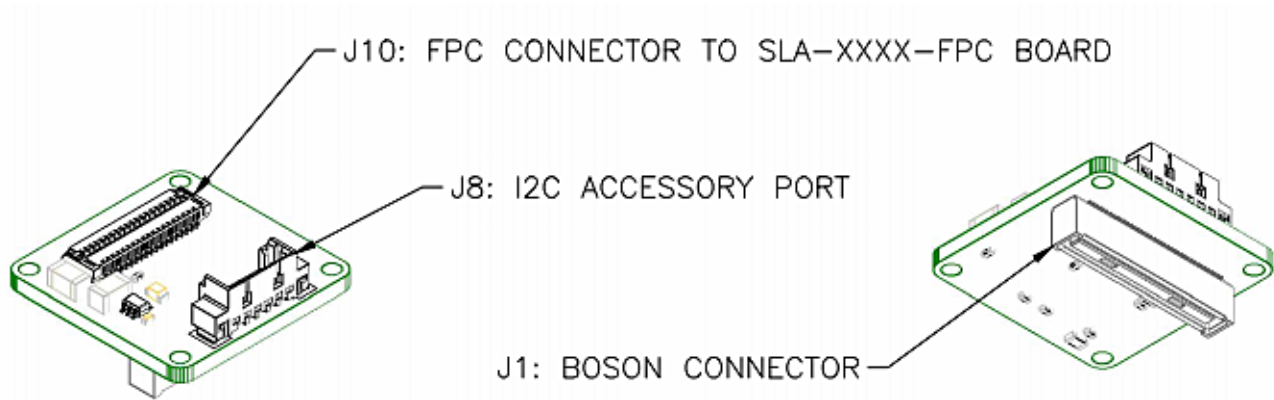 J10: FPC CONNECTOR TO SLA-XXXX-FPC BOARD
J8: I2C ACCESSORY PORT
J1: BOSON CONNECTOR